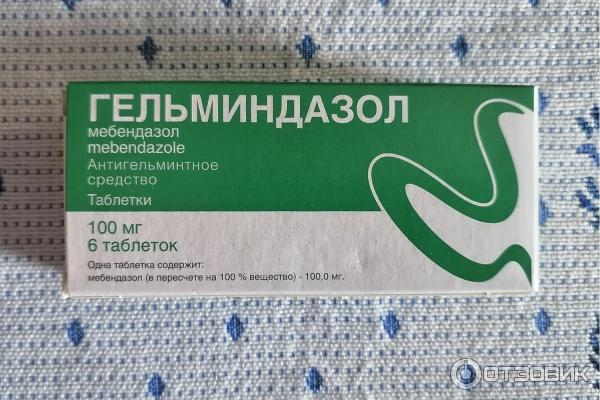 ГЕЛЬМИНДАЗОЛ
мебендазол
mebendazole
Антигельминтное
средство
Таблетки
100 мг
6 таблеток
Одна таблетка содержит:
мебендазол (в пересчете на 100 % вещество) - 100,0 мг.
ОТЗОВИК